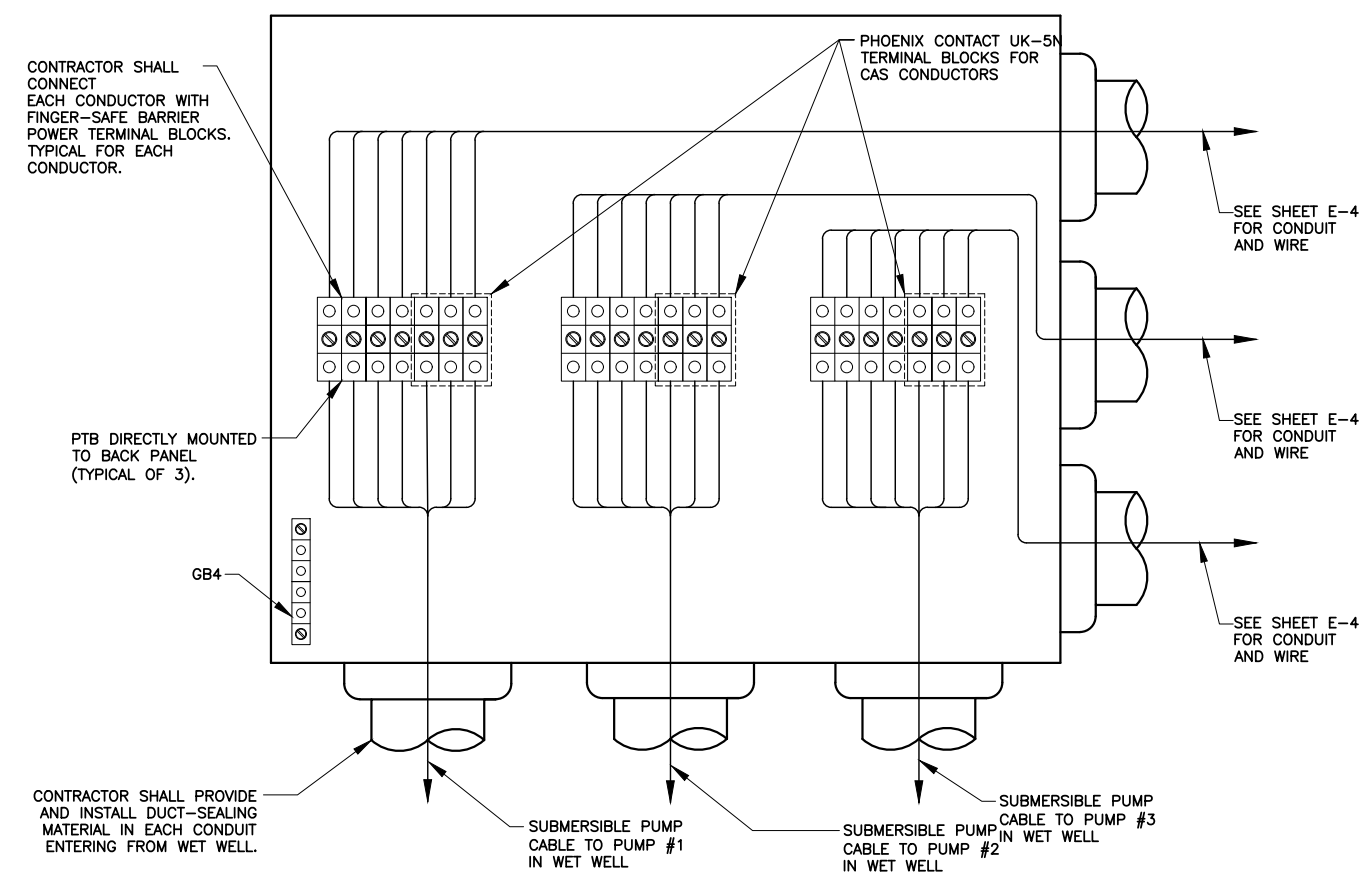 CONTRACTOR SHALL
CONNECT
EACH CONDUCTOR WITH
FINGER-SAFE BARRIER
POWER TERMINAL BLOCKS.
TYPICAL FOR EACH
CONDUCTOR.
PHOENIX CONTACT UK-5N
TERMINAL BLOCKS FOR
CAS CONDUCTORS
SEE SHEET E-4
FOR CONDUIT
AND WIRE
SEE SHEET E-4
FOR CONDUIT
AND WIRE
PTB DIRECTLY MOUNTED
TO BACK PANEL
(TYPICAL OF 3).
GB4
SEE SHEET E-4
FOR CONDUIT
AND WIRE
CONTRACTOR SHALL PROVIDE
AND INSTALL DUCT-SEALING
MATERIAL IN EACH CONDUIT
ENTERING FROM WET WELL.
SUBMERSIBLE PUMP
CABLE TO PUMP #1
IN WET WELL
SUBMERSIBLE PUMP
CABLE TO PUMP #2
IN WET WELL
SUBMERSIBLE PUMP
CABLE TO PUMP #3
IN WET WELL